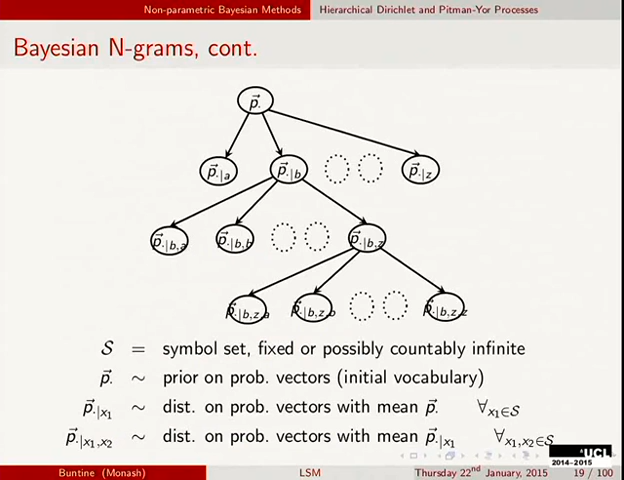 Non-parametric Bayesian Methods Hierarchical Dirichlet and Pitman-Yor Processes
Bayesian N-grams, cont.
p⃗.
p⃗.|a p⃗.|b p⃗.|z
p⃗.|b,a p⃗.|b,b p⃗.|b,z
p⃗.|b,z,a p⃗.|b,z,b p⃗.|b,z,z
S = symbol set, fixed or possibly countably infinite
p⃗. ~ prior on prob. vectors (initial vocabulary)
p⃗.|x₁ ~ dist. on prob. vectors with mean p⃗. ∀x₁∈S
p⃗.|x₁,x₂ ~ dist. on prob. vectors with mean p⃗.|x₁ ∀x₁,x₂∈S
UCL
2014-2015
Buntine (Monash) LSM Thursday 22nd January, 2015 19 / 100